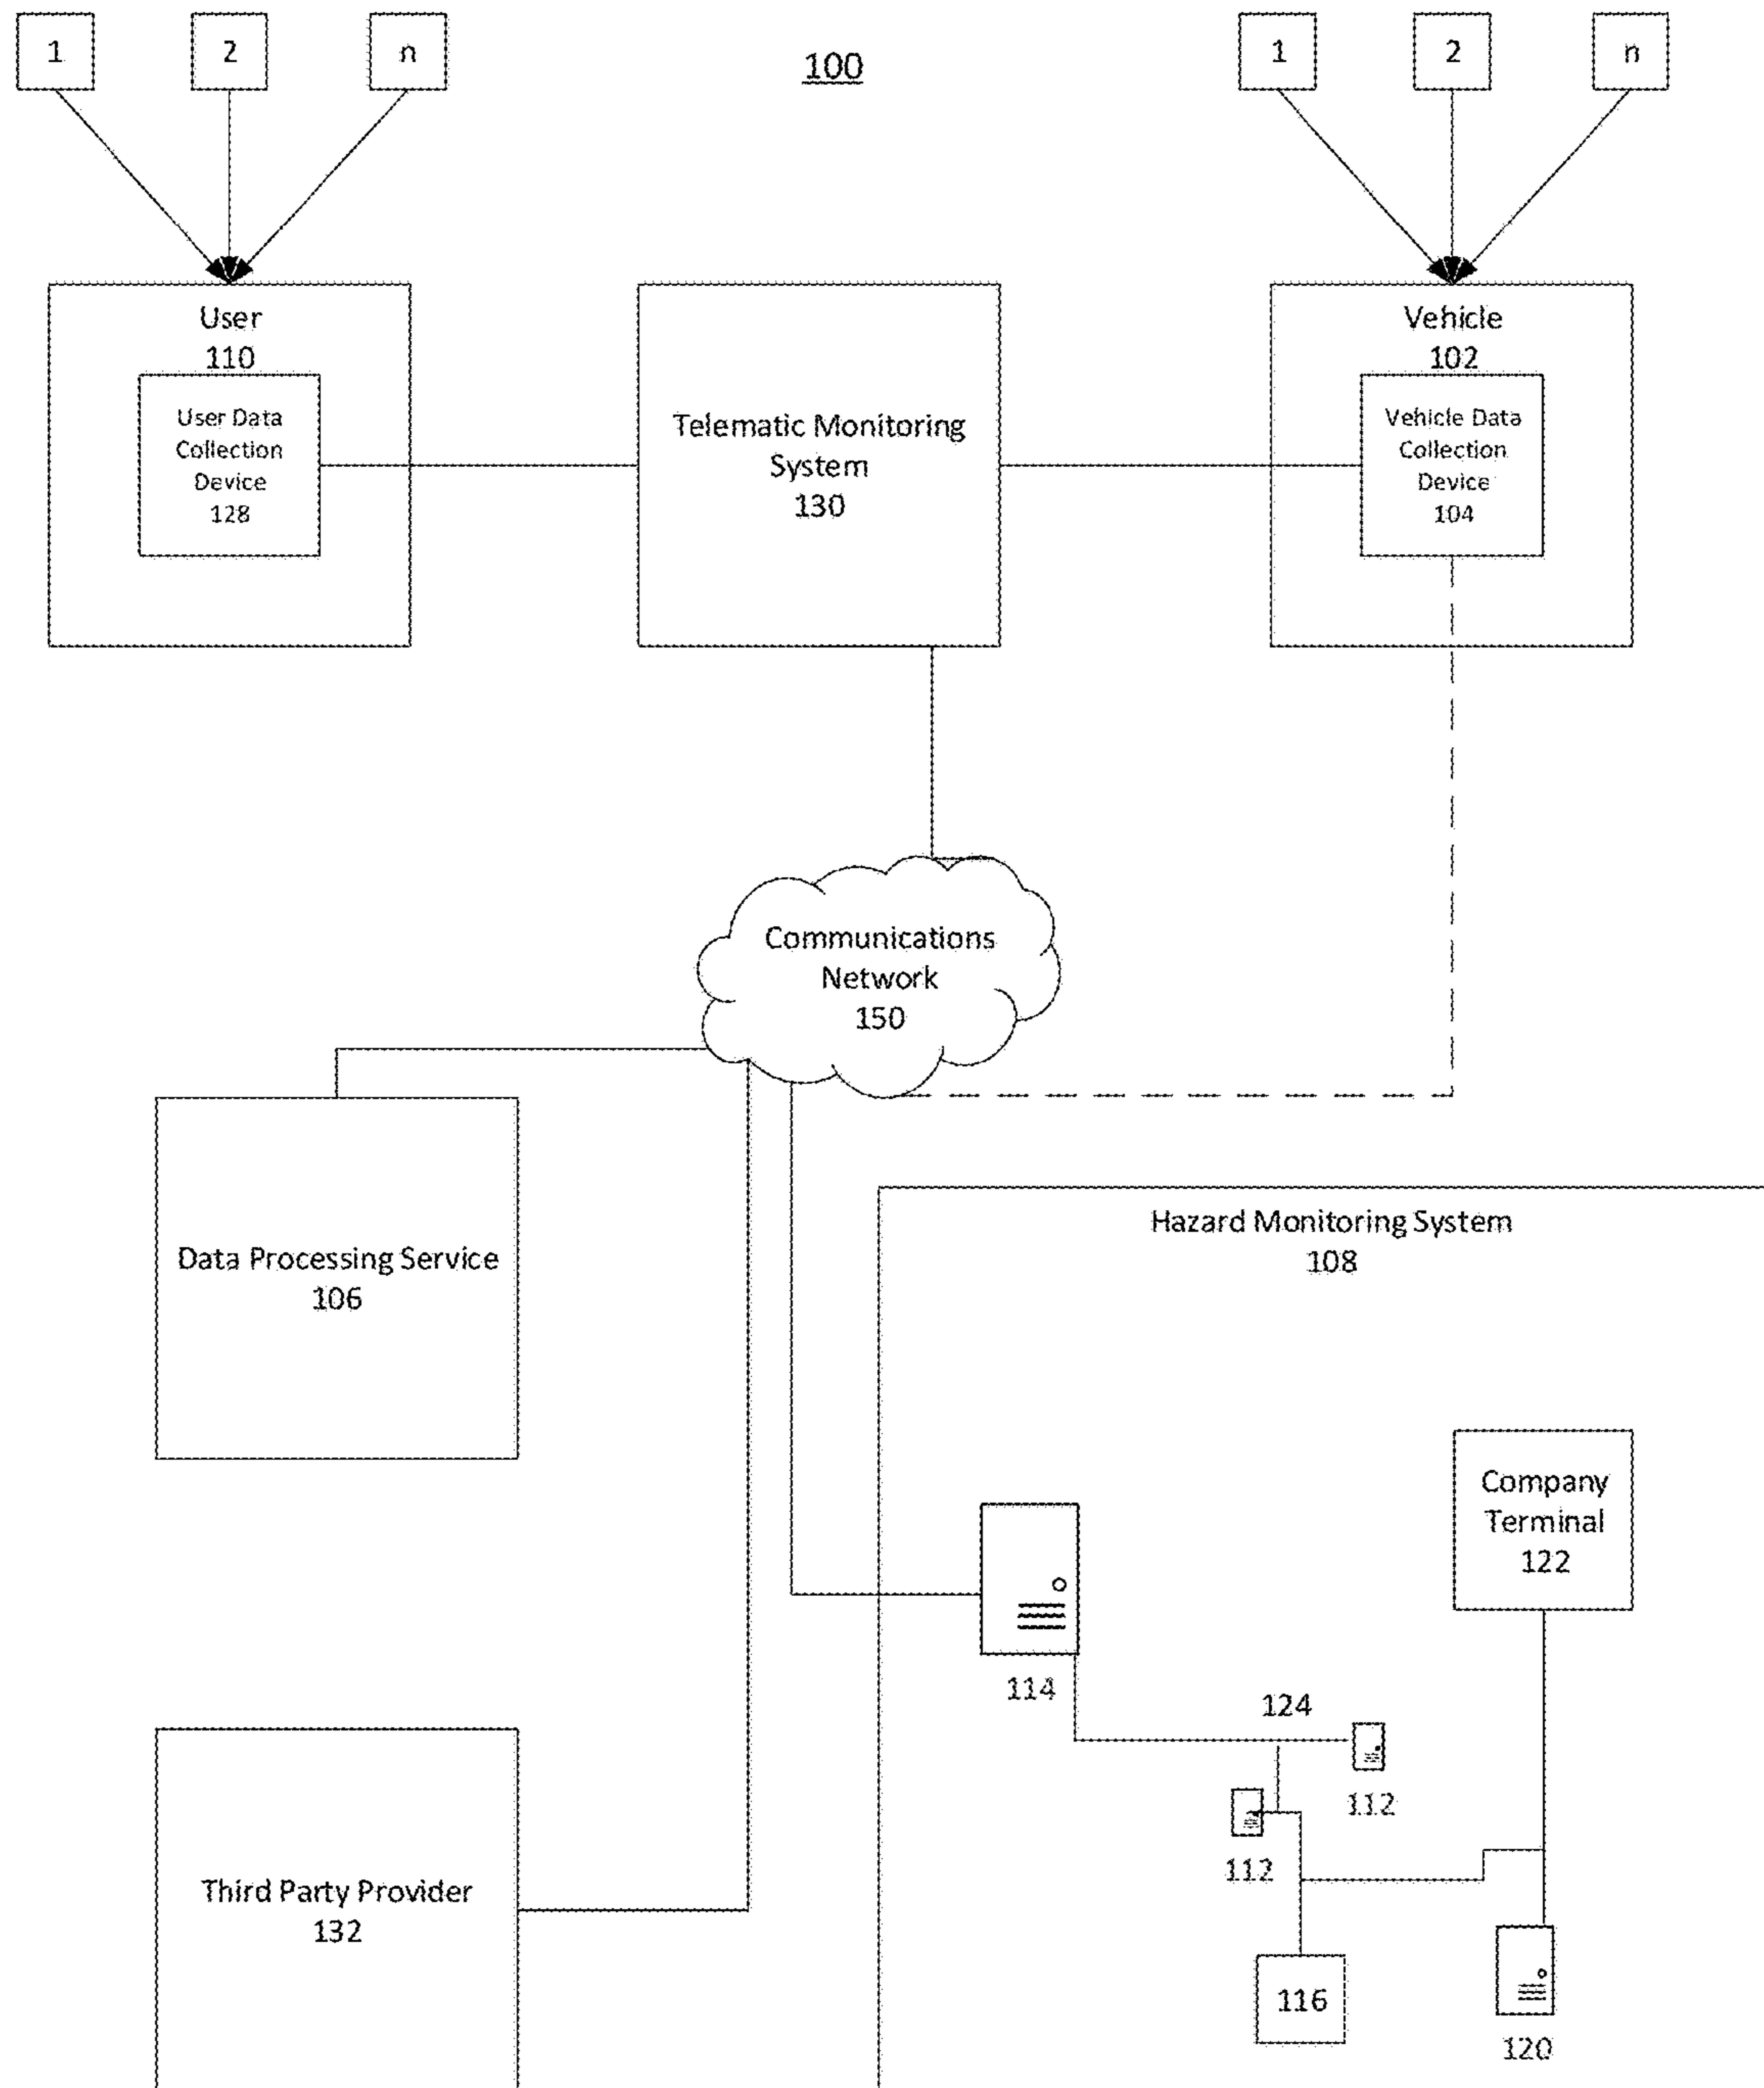 1
2
n
100
1
2
n
User
110
User Data
Collection
Device
128
Telematic Monitoring
System
130
Vehicle
102
Vehicle Data
Collection
Device
104
Communications
Network
150
Data Processing Service
106
Hazard Monitoring System
108
Company
Terminal
122
114
124
112
112
Third Party Provider
132
116
120